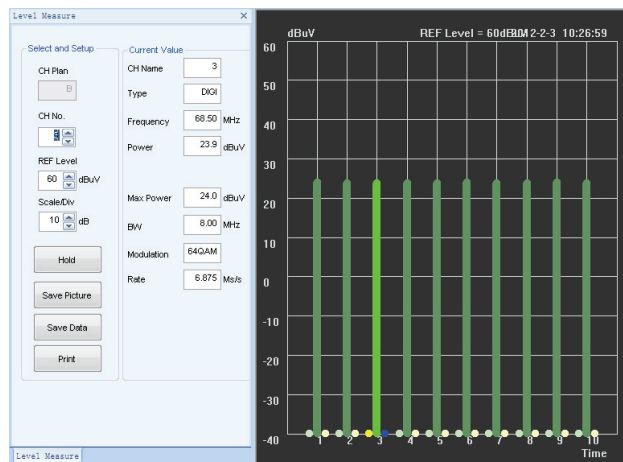 Level Measure
Select and Setup
CH Plan
B
CH No.
REF Level
60 dBuV
Scale/Div
10 dB
Hold
Save Picture
Save Data
Print
Current Value
CH Name 3
Type DIGI
Frequency 68.50 MHz
Power 23.9 dBuV
Max Power 24.0 dBuV
BW 8.00 MHz
Modulation 64QAM
Rate 6.875 Ms/s
Level Measure
dBuV REF Level = 60dB 2-2-3 10:26:59
60
50
40
30
20
10
0
-10
-20
-30
-40
1 2 3 4 5 6 7 8 9 10
Time